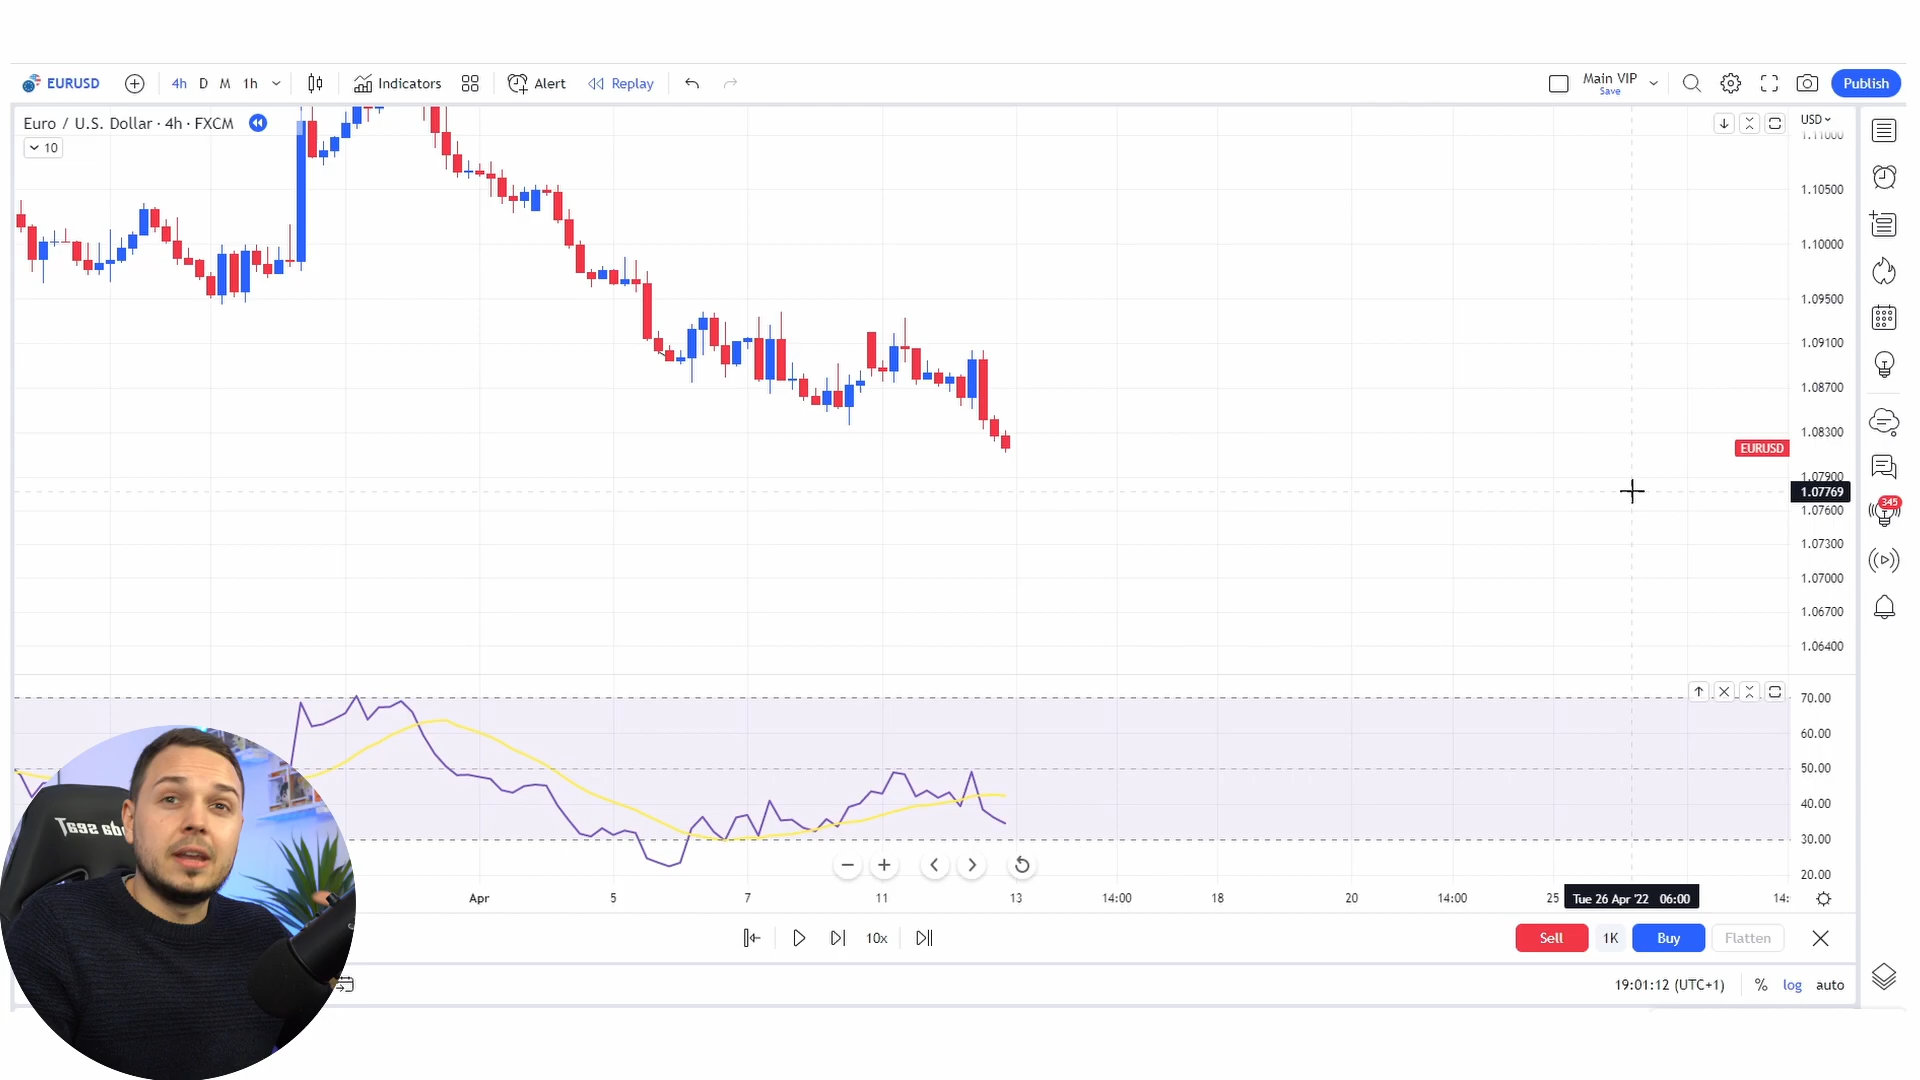 EURUSD
4h D M 1h
Indicators
Alert
Replay
Main VIP
Save
Publish
Euro / U.S. Dollar · 4h · FXCM
10
USD
1.11000
1.10500
1.10000
1.09500
1.09100
1.08700
1.08300
EURUSD
1.07900
1.07769
1.07600
1.07300
1.07000
1.06700
1.06400
345
70.00
60.00
50.00
40.00
30.00
20.00
Apr 5 7 11 13 14:00 18 20 14:00 25 Tue 26 Apr '22 06:00 14:
10x
Sell 1K Buy Flatten
19:01:12 (UTC+1) % log auto